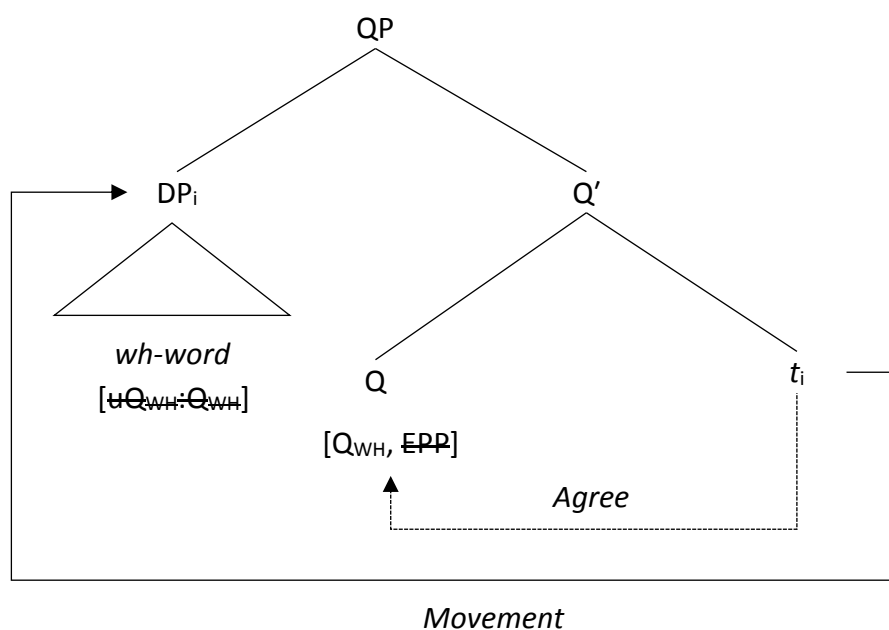 QP
DPi Q′
wh-word
[uQWH:QWH]
Q ti
[QWH, EPP]
Agree
Movement